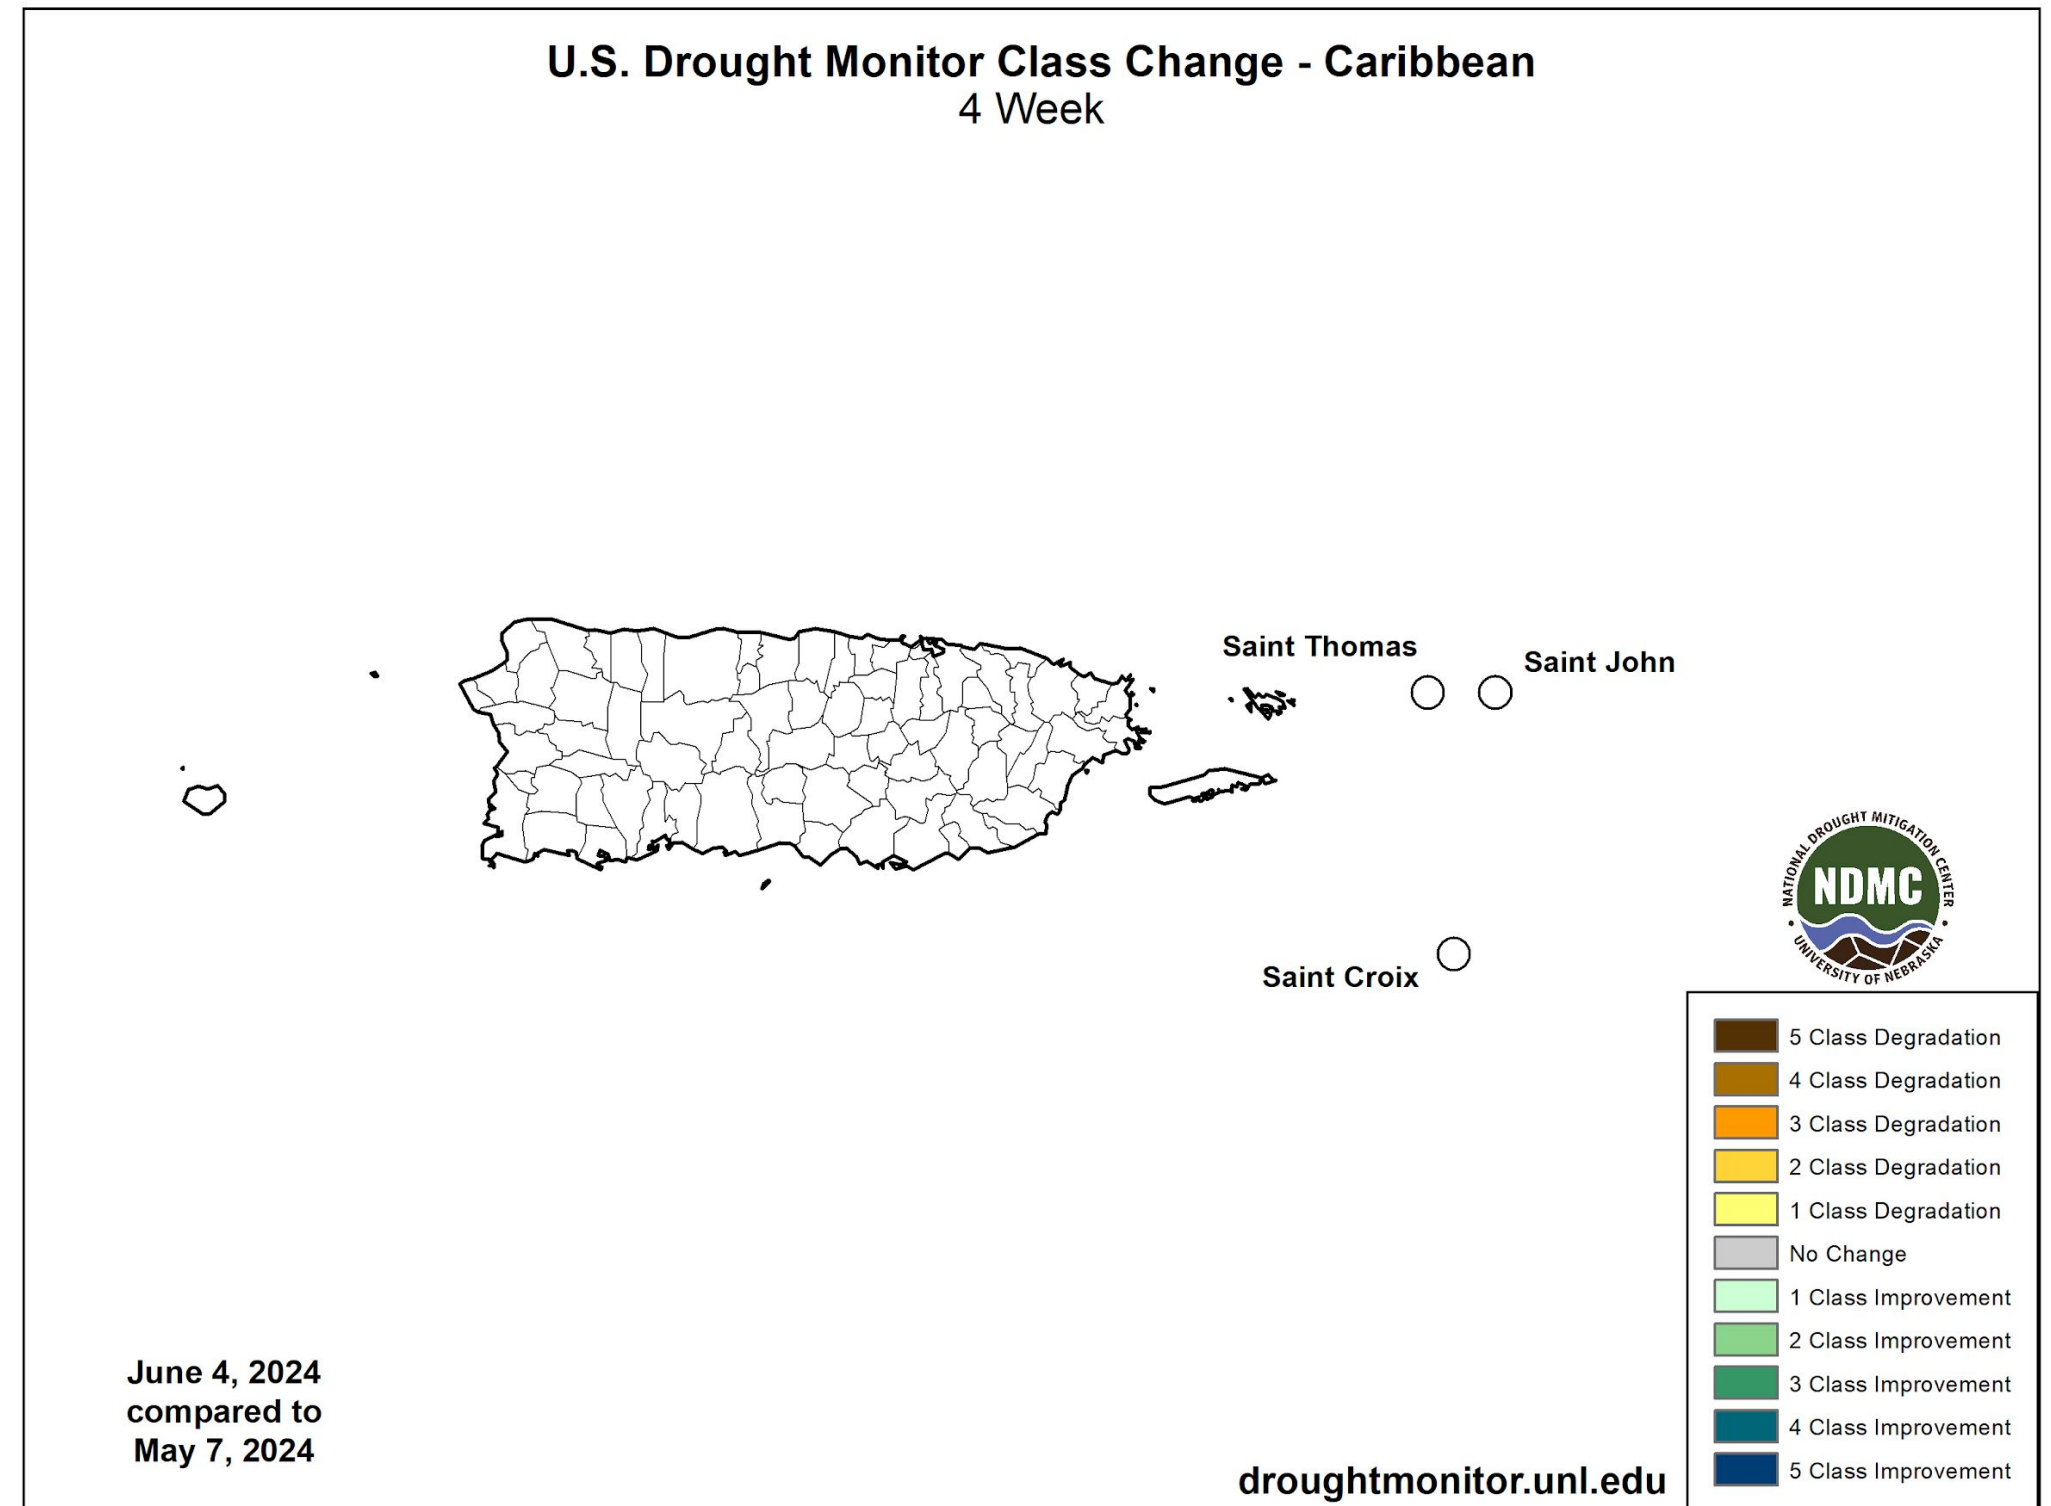 U.S. Drought Monitor Class Change - Caribbean
4 Week
Saint Thomas
Saint John
Saint Croix
NATIONAL DROUGHT MITIGATION CENTER
NDMC
UNIVERSITY OF NEBRASKA
5 Class Degradation
4 Class Degradation
3 Class Degradation
2 Class Degradation
1 Class Degradation
No Change
1 Class Improvement
2 Class Improvement
3 Class Improvement
4 Class Improvement
5 Class Improvement
June 4, 2024
compared to
May 7, 2024
droughtmonitor.unl.edu